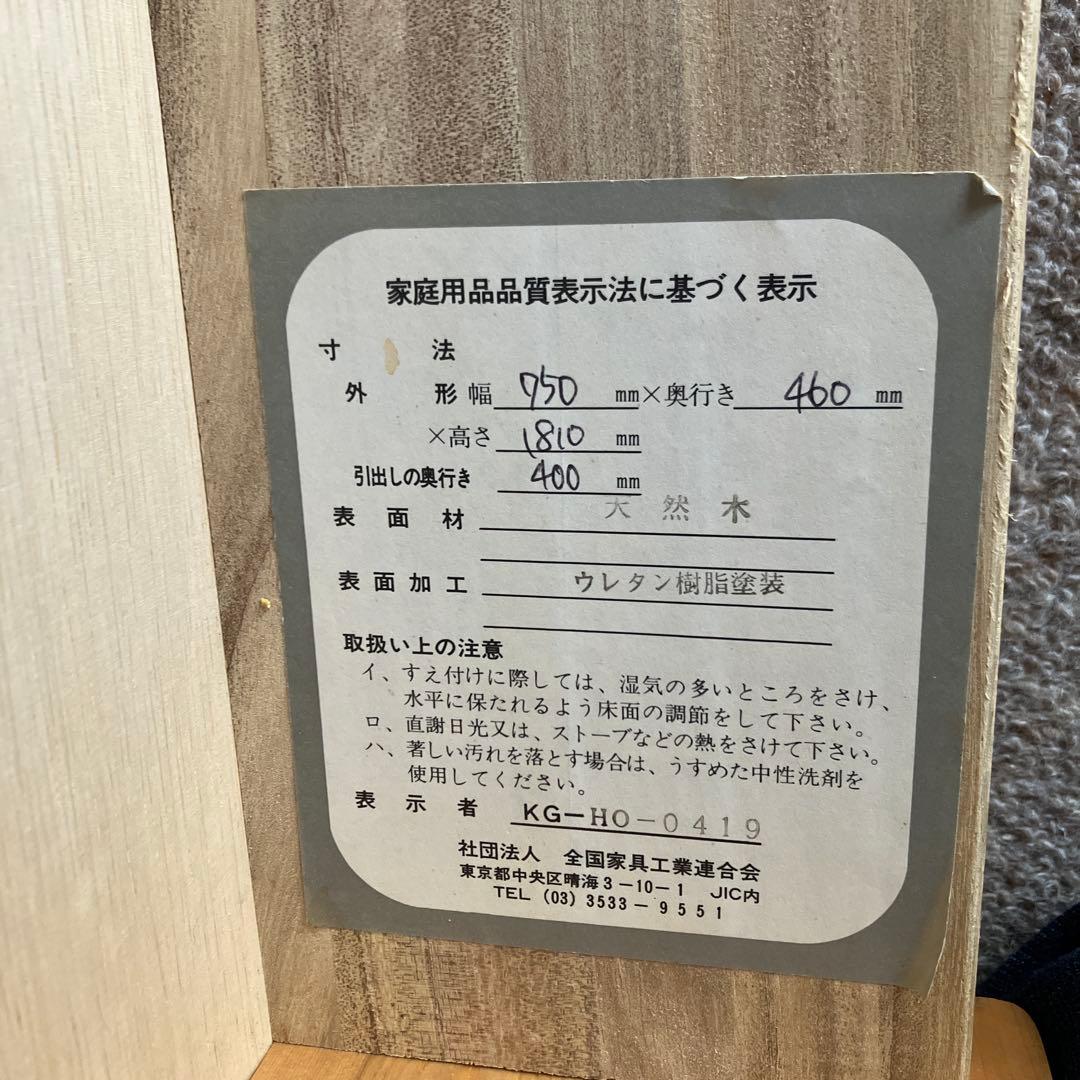 家庭用品品質表示法に基づく表示
寸法
外形 幅 750 mm×奥行き 460 mm
×高さ 1810 mm
引出しの奥行き 400 mm
表面材 天然木
表面加工 ウレタン樹脂塗装
取扱い上の注意
イ、すえ付けに際しては、湿気の多いところをさけ、
水平に保たれるよう床面の調節をして下さい。
ロ、直謝日光又は、ストーブなどの熱をさけて下さい。
ハ、著しい汚れを落とす場合は、うすめた中性洗剤を
使用してください。
表示者 KG-HO-0419
社団法人 全国家具工業連合会
東京都中央区晴海3-10-1 JIC内
TEL (03) 3533-9551